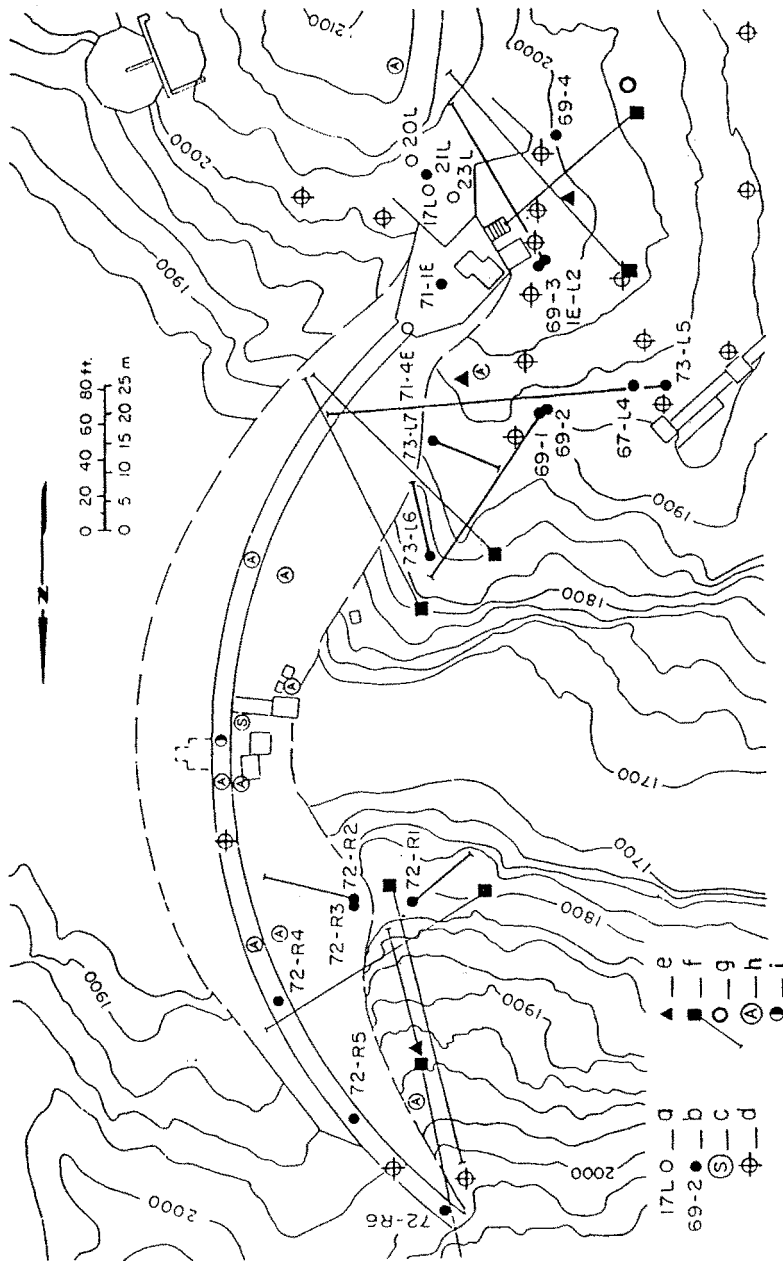 N
0 20 40 60 80 ft.
0 5 10 15 20 25 m
2000
1900
1900
2000
2100
2000
1900
1800
1700
1700
1800
1900
2000
72-R6
72-R5
72-R4
72-R3
72-R2
72-R1
73-L6
73-L7
71-4E
71-1E
17L
20L
21L
23L
69-4
69-3
1E-L2
69-1
69-2
67-L4
73-L5
A
A
A
A
A
A
A
A
A
A
S
17L — a
69-2 — b
S — c
— d
— e
— f
— g
A — h
— i